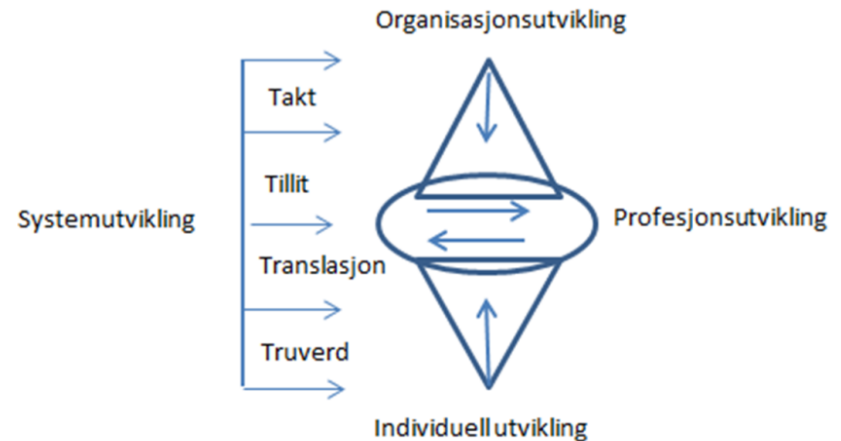 Organisasjonsutvikling
Takt
Tillit
Systemutvikling
Profesjonsutvikling
Translasjon
Truverd
Individuell utvikling